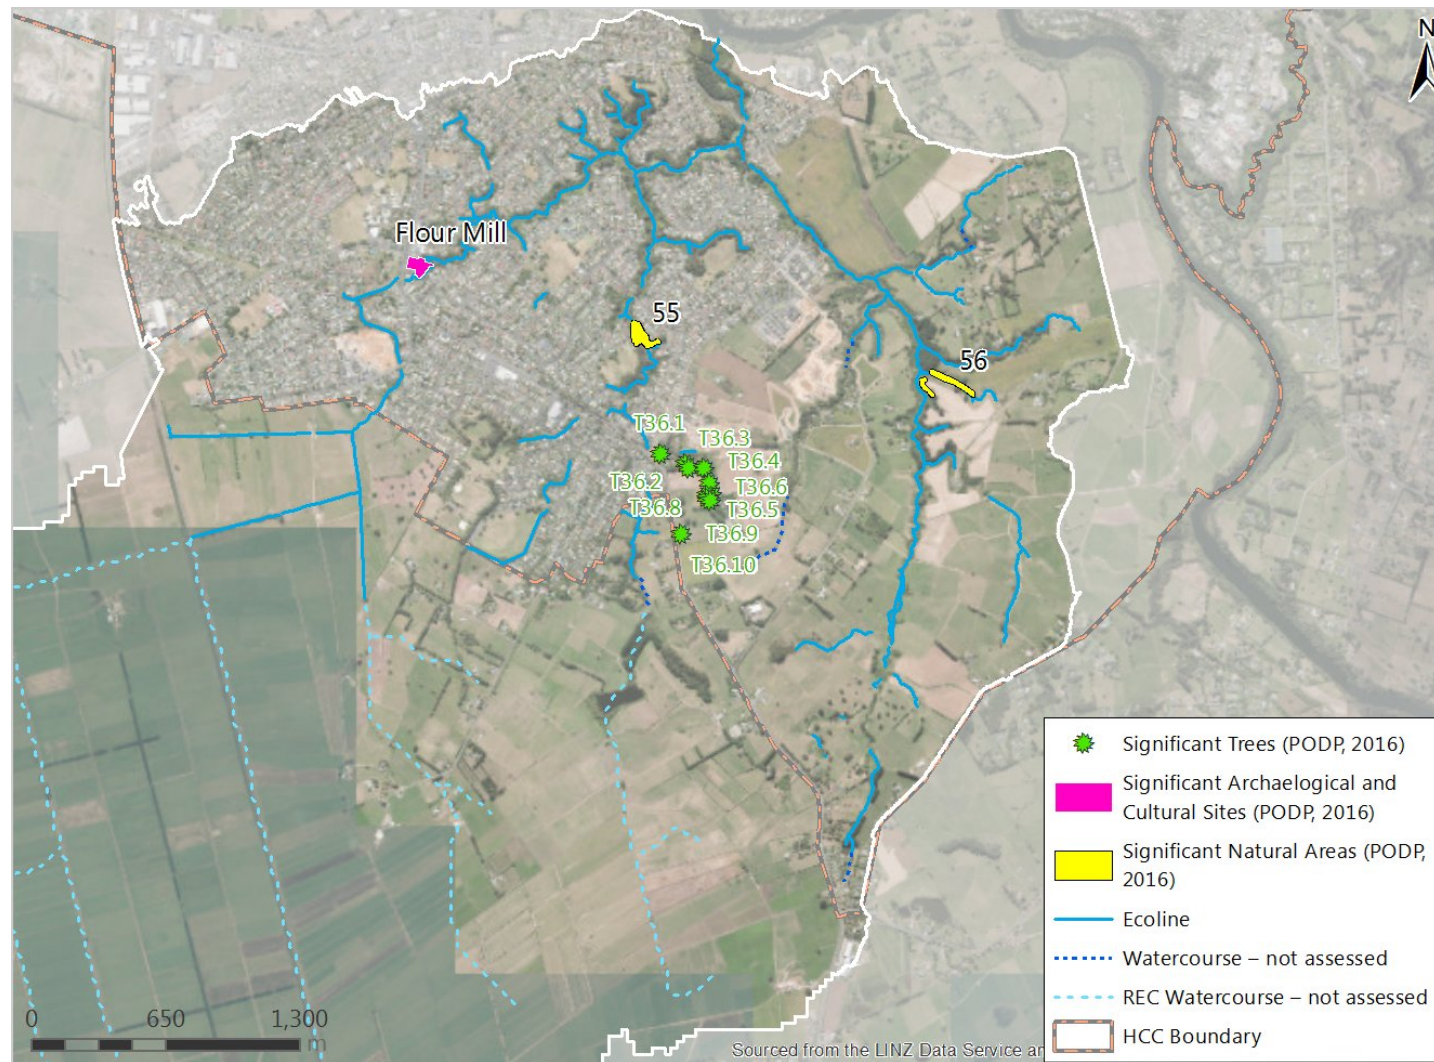 N
Flour Mill
55
56
T36.1
T36.3
T36.4
T36.2
T36.6
T36.8
T36.5
T36.9
T36.10
Significant Trees (PODP, 2016)
Significant Archaelogical and
Cultural Sites (PODP, 2016)
Significant Natural Areas (PODP,
2016)
Ecoline
Watercourse – not assessed
REC Watercourse – not assessed
HCC Boundary
0 650 1,300
m
Sourced from the LINZ Data Service an